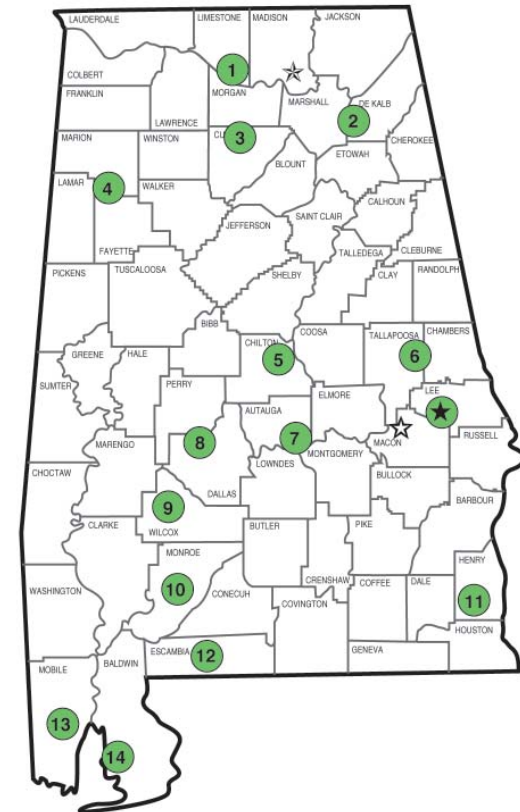 LAUDERDALE
LIMESTONE
MADISON
JACKSON
COLBERT
1
FRANKLIN
MORGAN
MARSHALL
DE KALB
LAWRENCE
2
MARION
WINSTON
3
CHEROKEE
ETOWAH
BLOUNT
LAMAR
4
WALKER
CALHOUN
SAINT CLAIR
JEFFERSON
FAYETTE
TALLEDEGA
CLEBURNE
PICKENS
TUSCALOOSA
SHELBY
CLAY
RANDOLPH
BIBB
COOSA
TALLAPOOSA
CHAMBERS
GREENE
HALE
CHILTON
5
6
SUMTER
PERRY
ELMORE
LEE
AUTAUGA
MARENGO
8
7
MACON
RUSSELL
LOWNDES
MONTGOMERY
CHOCTAW
BULLOCK
DALLAS
BARBOUR
9
CLARKE
WILCOX
BUTLER
PIKE
MONROE
HENRY
WASHINGTON
10
CONECUH
CRENSHAW
COFFEE
DALE
11
COVINGTON
HOUSTON
ESCAMBIA
12
GENEVA
MOBILE
BALDWIN
13
14